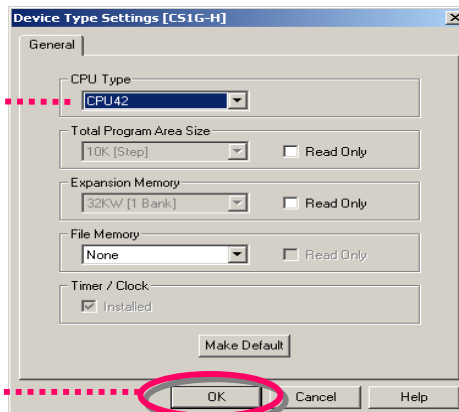 Device Type Settings [CS1G-H]
General
CPU Type
CPU42
Total Program Area Size
10K [Step] Read Only
Expansion Memory
32KW [1 Bank] Read Only
File Memory
None Read Only
Timer / Clock
Installed
Make Default
OK Cancel Help